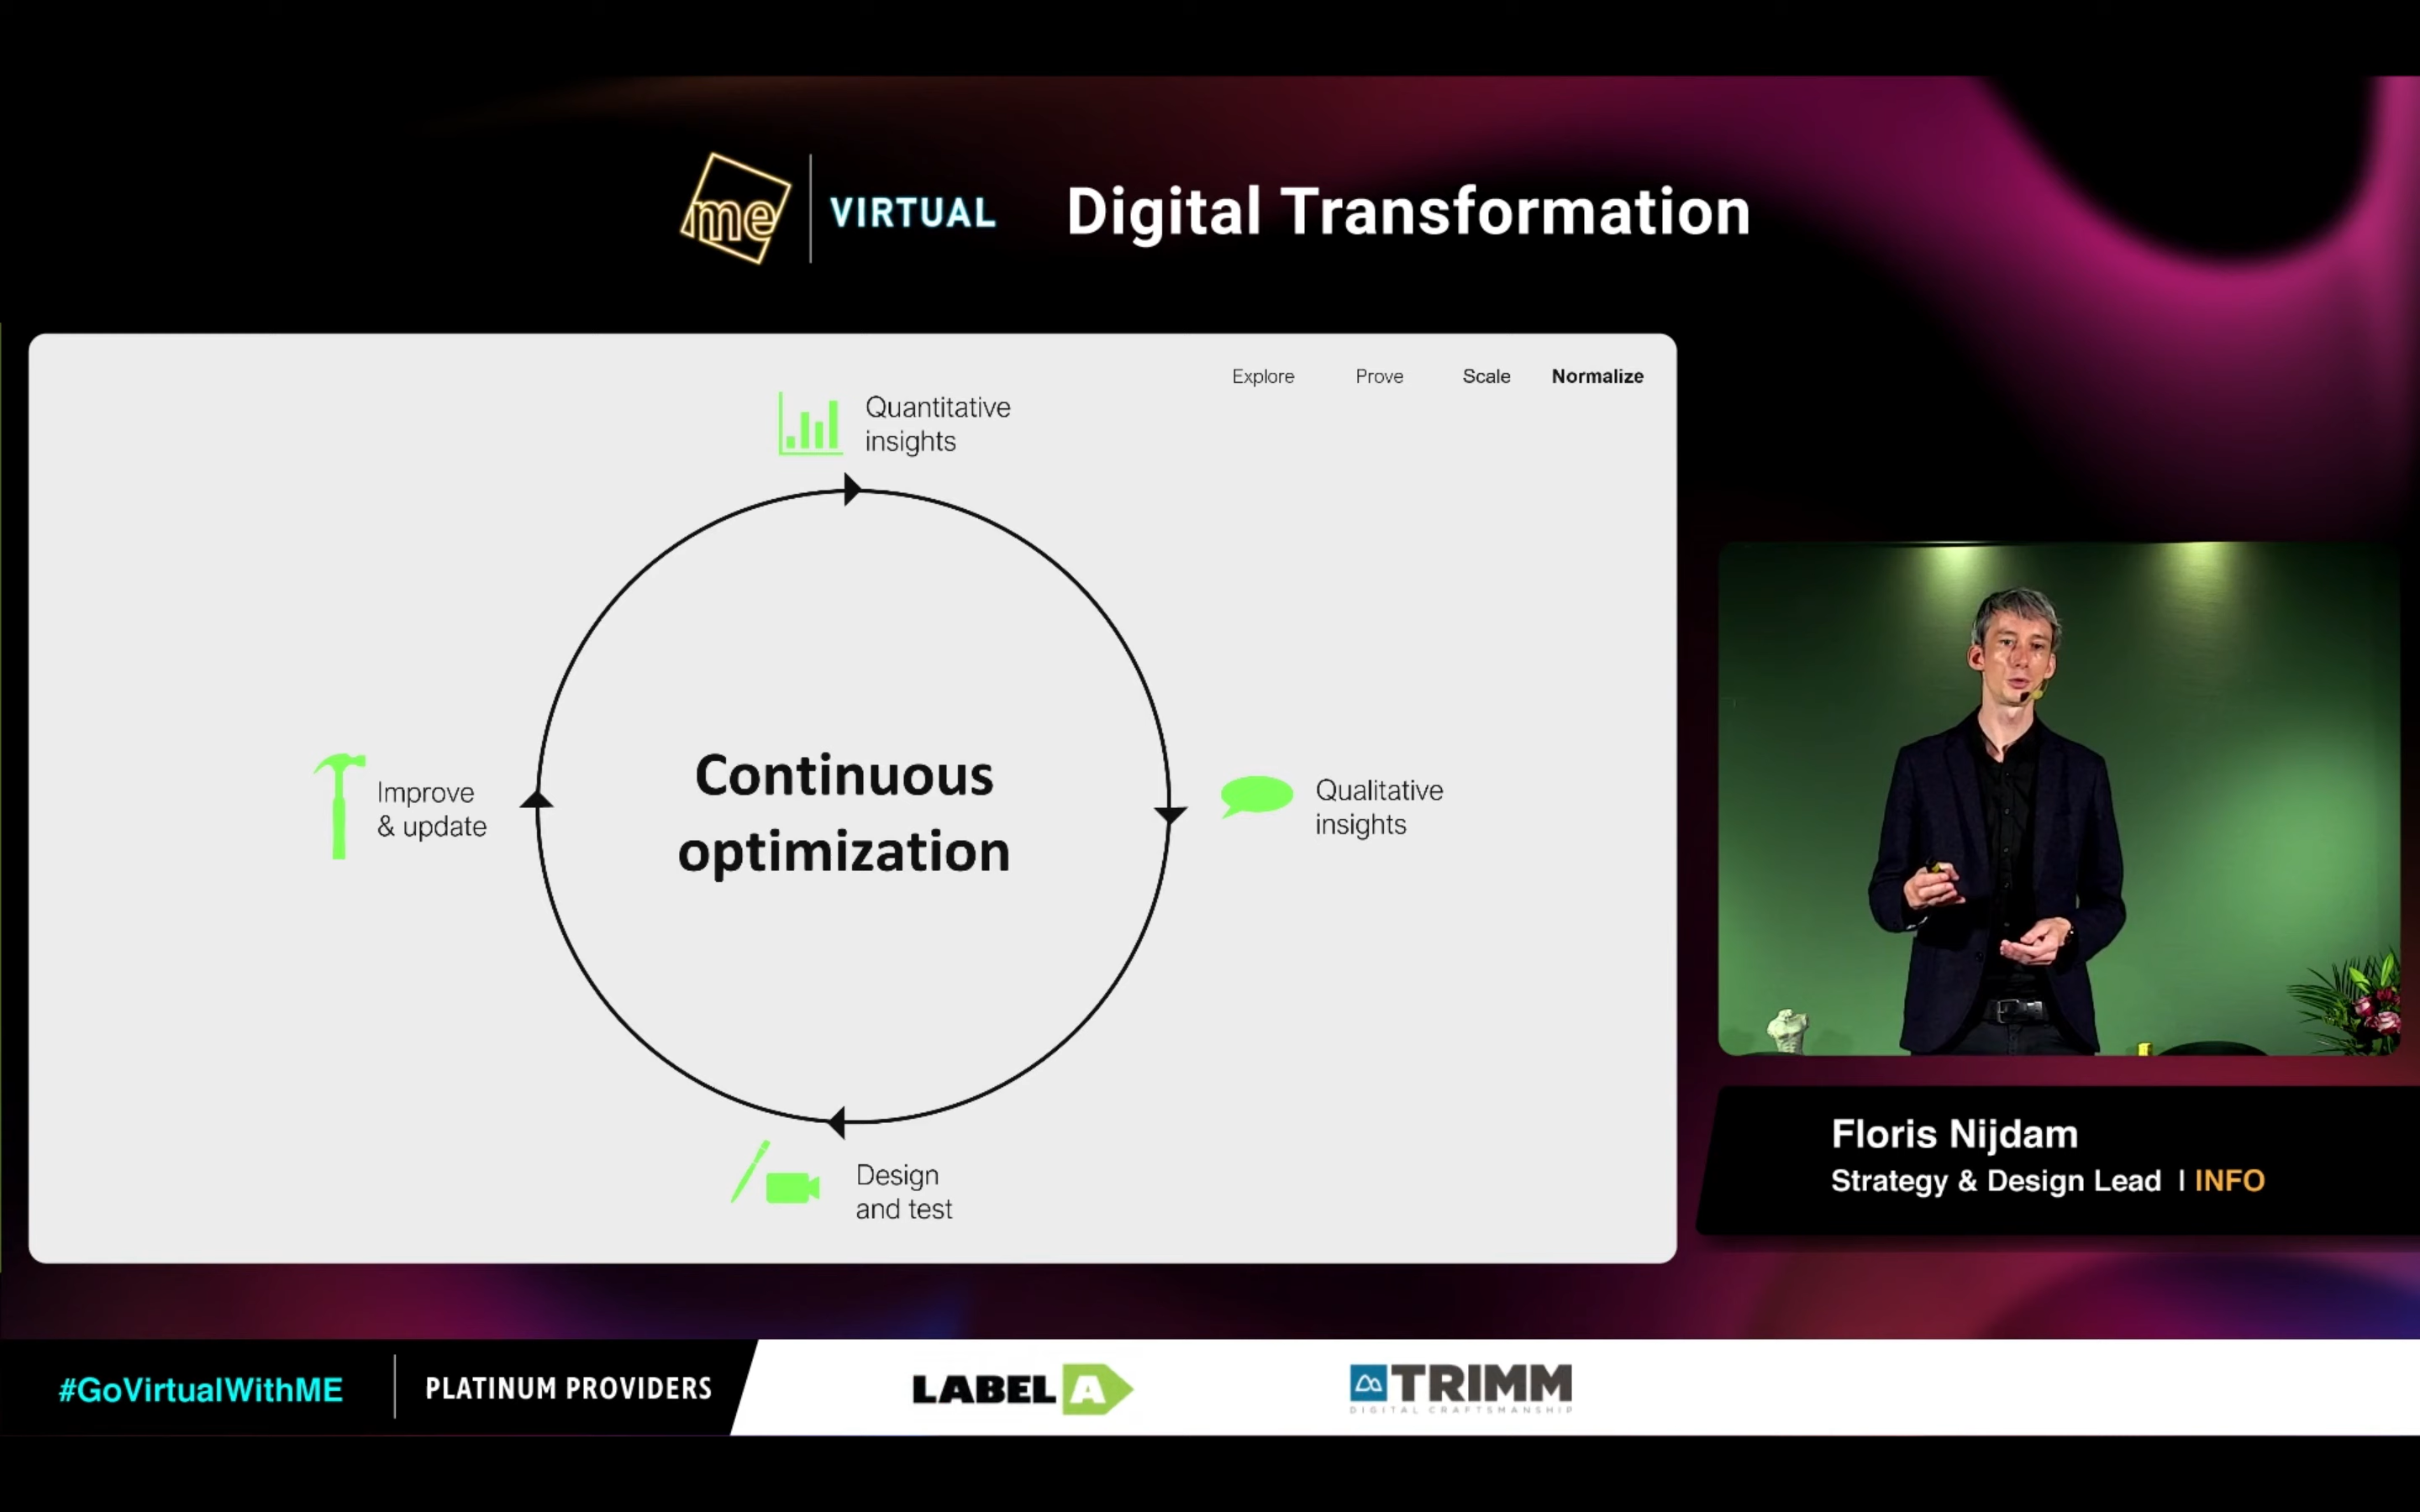 me VIRTUAL Digital Transformation
Explore Prove Scale Normalize
Quantitative
insights
Improve
& update
Continuous
optimization
Qualitative
insights
Design
and test
Floris Nijdam
Strategy & Design Lead | INFO
#GoVirtualWithME PLATINUM PROVIDERS LABEL A TRIMM
DIGITAL CRAFTSMANSHIP